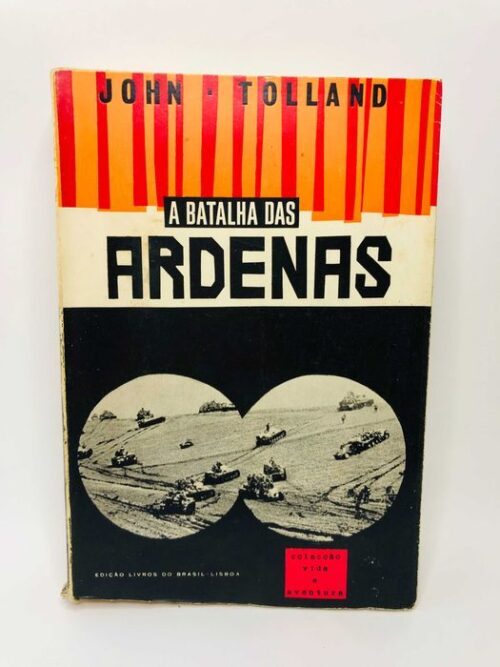 JOHN · TOLLAND
A BATALHA DAS
ARDENAS
EDIÇÃO LIVROS DO BRASIL-LISBOA
colecção
vida e
aventura